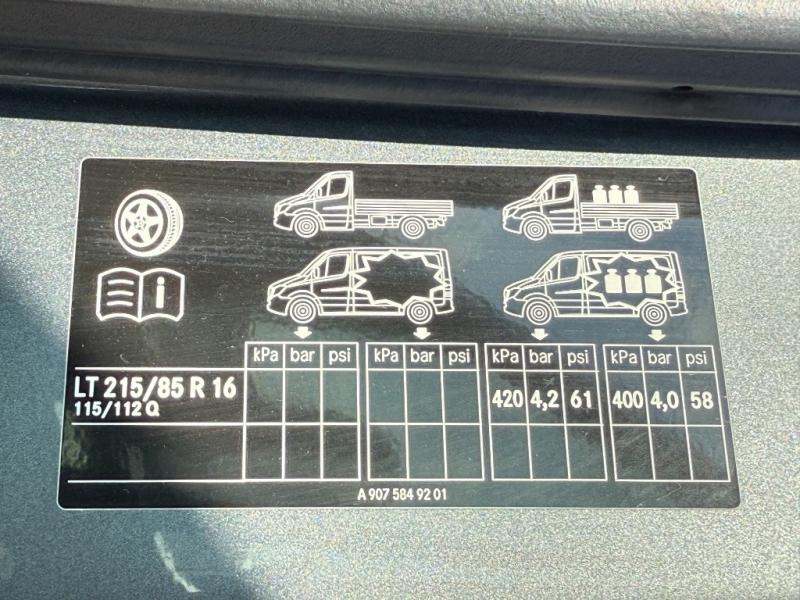 i
kPa bar psi kPa bar psi kPa bar psi kPa bar psi
LT 215/85 R 16
115/112 Q
420 4,2 61 400 4,0 58
A 907 584 92 01